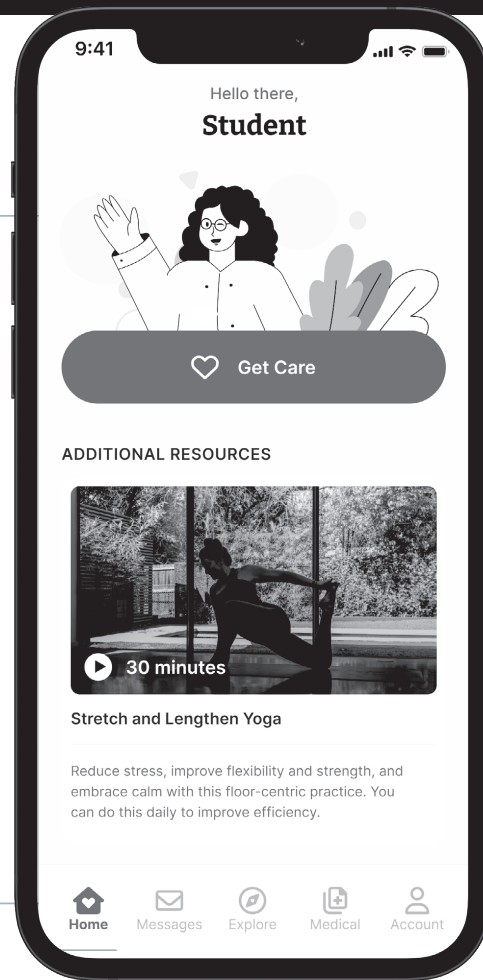 9:41
Hello there,
Student
Get Care
ADDITIONAL RESOURCES
30 minutes
Stretch and Lengthen Yoga
Reduce stress, improve flexibility and strength, and
embrace calm with this floor-centric practice. You
can do this daily to improve efficiency.
Home
Messages
Explore
Medical
Account